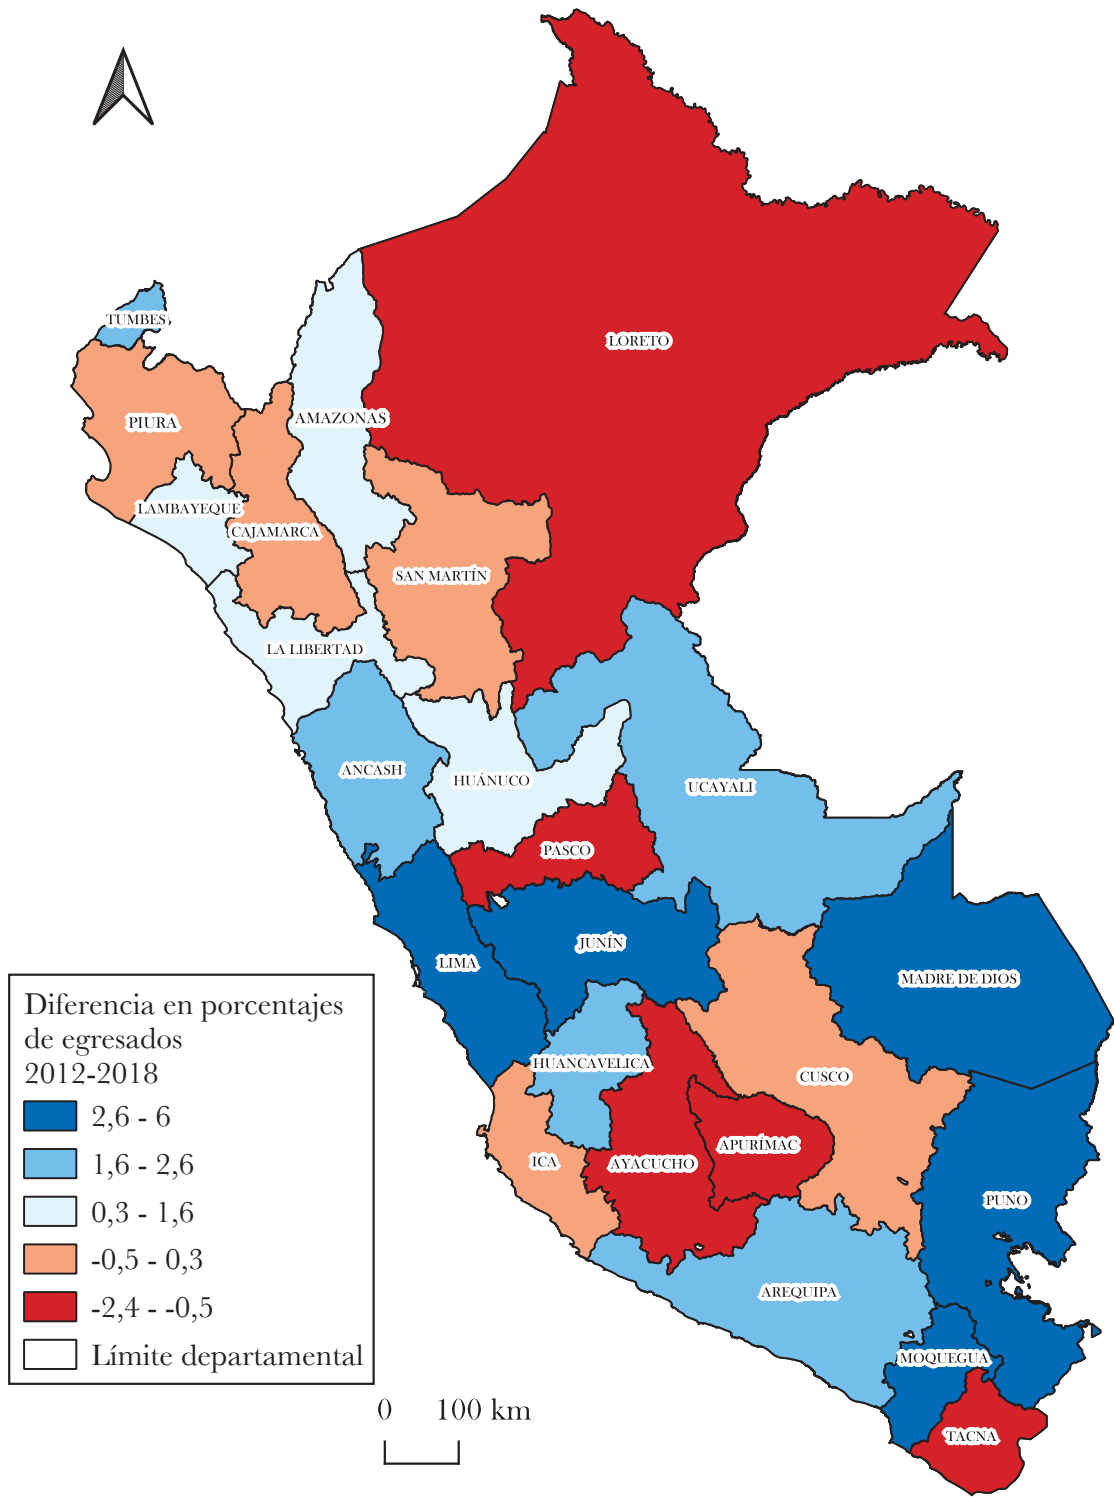 TUMBES
LORETO
PIURA
AMAZONAS
LAMBAYEQUE
CAJAMARCA
SAN MARTÍN
LA LIBERTAD
ANCASH
HUÁNUCO
UCAYALI
PASCO
JUNÍN
LIMA
MADRE DE DIOS
HUANCAVELICA
CUSCO
APURÍMAC
ICA
AYACUCHO
PUNO
AREQUIPA
MOQUEGUA
TACNA
Diferencia en porcentajes
de egresados
2012-2018
2,6 - 6
1,6 - 2,6
0,3 - 1,6
-0,5 - 0,3
-2,4 - -0,5
Límite departamental
0 100 km